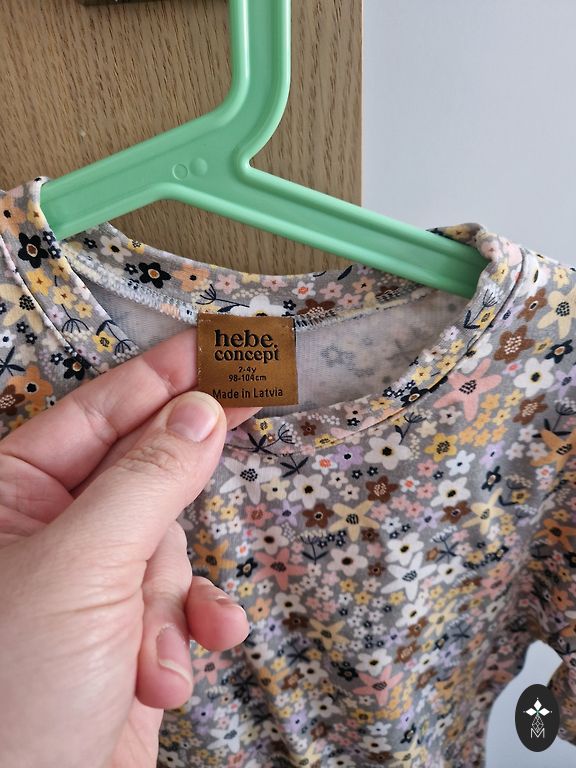 hebe.
concept
2-4y
98-104cm
Made in Latvia
M